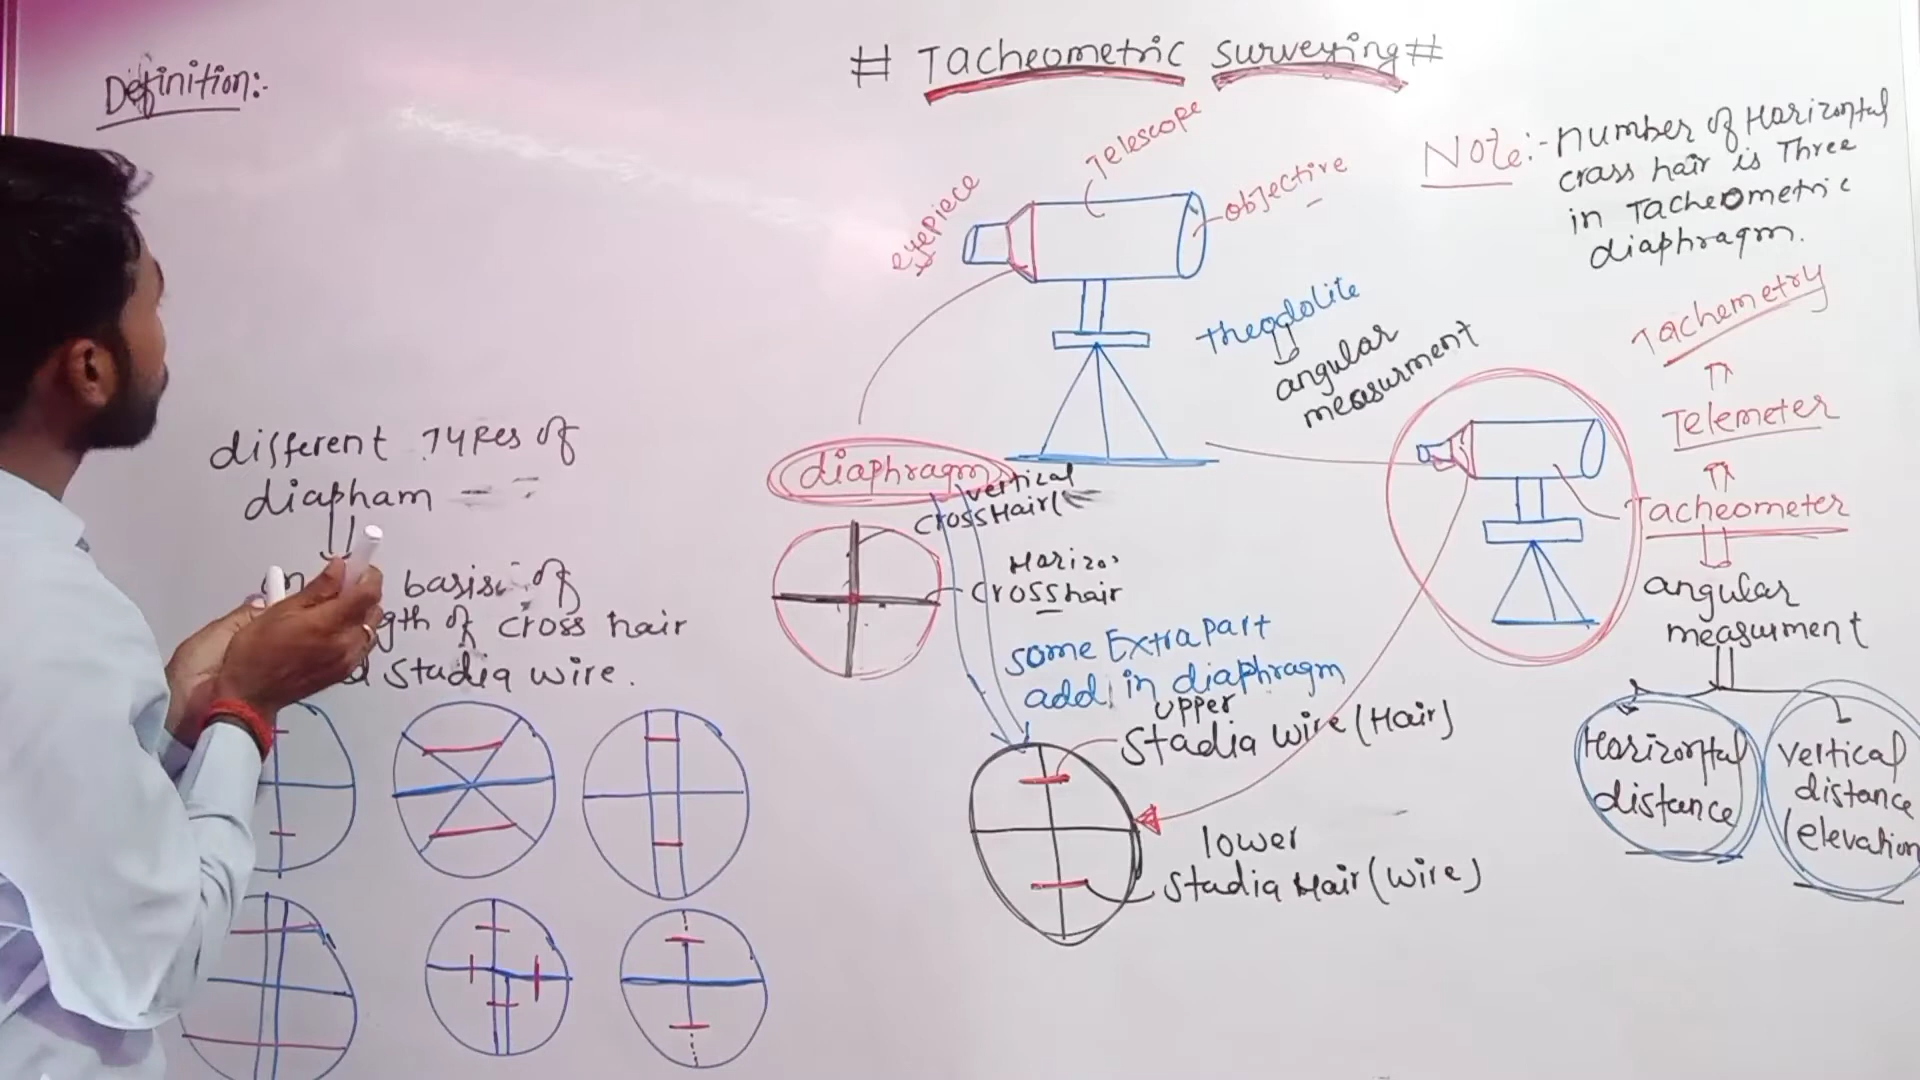 Definition:-
# Tacheometric surveying #
Telescope
eyepiece
objective
Note:- number of Horizontal
crass hair is Three
in Tacheometric
diaphragm.
theodolite
angular
measurment
Tachemetry
Telemeter
Tacheometer
angular
measurment
Horizontal
distance
vertical
distance
(elevation
different Types of
diapham
basis of
gth of cross hair
Stadia wire.
diaphragm
vertical
crossHair(
Horizo
crosshair
some Extra part
add in diaphragm
upper
Stadia wire (Hair)
lower
Stadia Hair (wire)